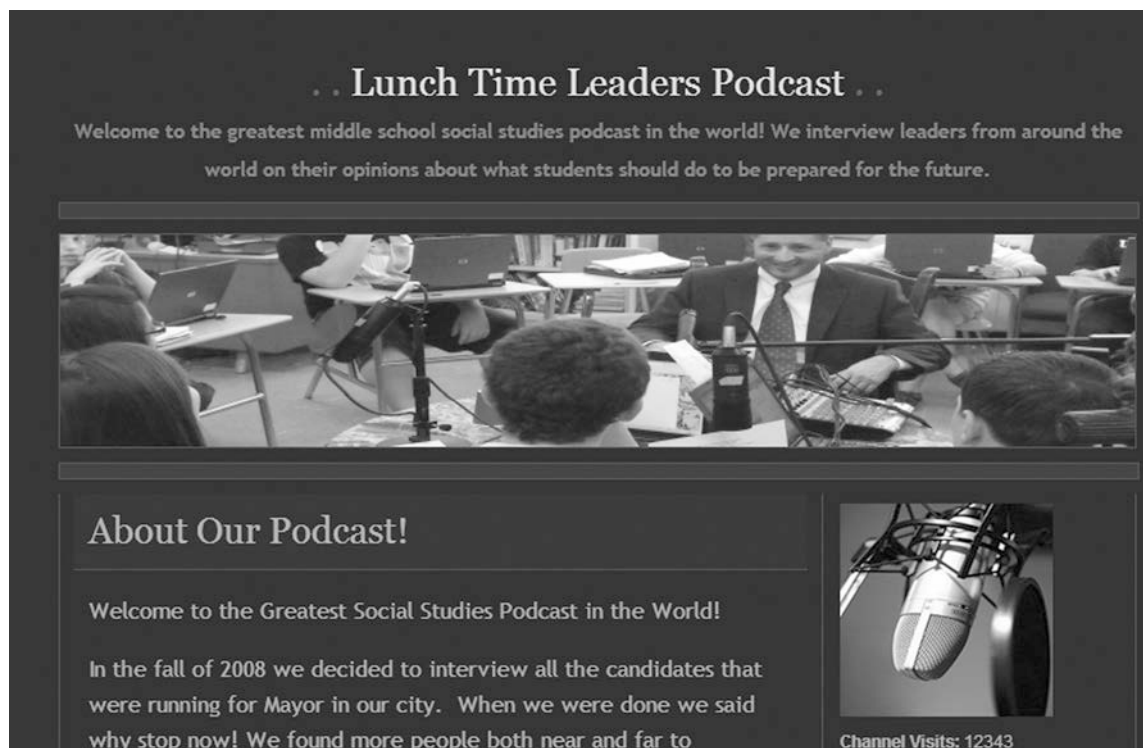 . . Lunch Time Leaders Podcast . .
Welcome to the greatest middle school social studies podcast in the world! We interview leaders from around the
world on their opinions about what students should do to be prepared for the future.
About Our Podcast!
Welcome to the Greatest Social Studies Podcast in the World!
In the fall of 2008 we decided to interview all the candidates that
were running for Mayor in our city. When we were done we said
why stop now! We found more people both near and far to
Channel Visits: 12343